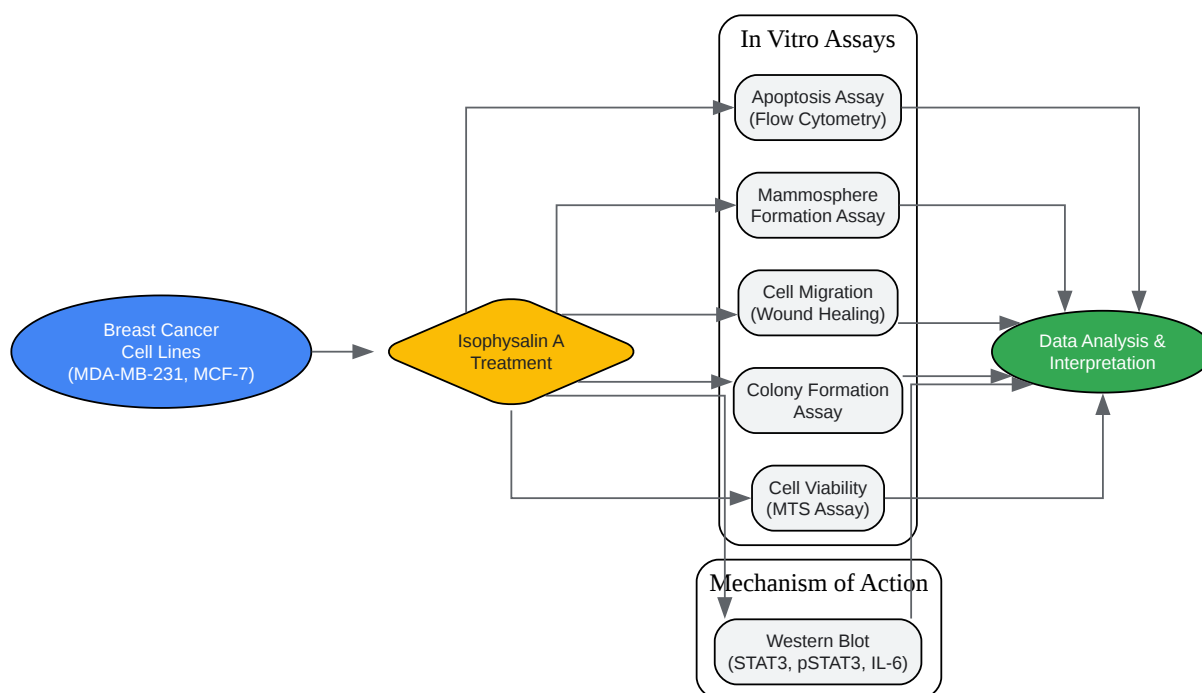 In Vitro Assays
Apoptosis Assay
(Flow Cytometry)
Mammosphere
Formation Assay
Cell Migration
(Wound Healing)
Breast Cancer
Cell Lines
(MDA-MB-231, MCF-7)
Isophysalin A
Treatment
Data Analysis &
Interpretation
Colony Formation
Assay
Cell Viability
(MTS Assay)
Mechanism of Action
Western Blot
(STAT3, pSTAT3, IL-6)